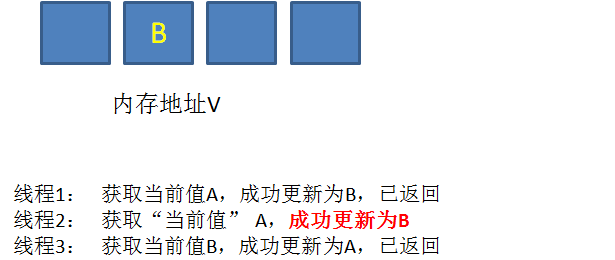 B
内存地址V
线程1： 获取当前值A，成功更新为B，已返回
线程2： 获取“当前值” A，成功更新为B
线程3： 获取当前值B，成功更新为A，已返回